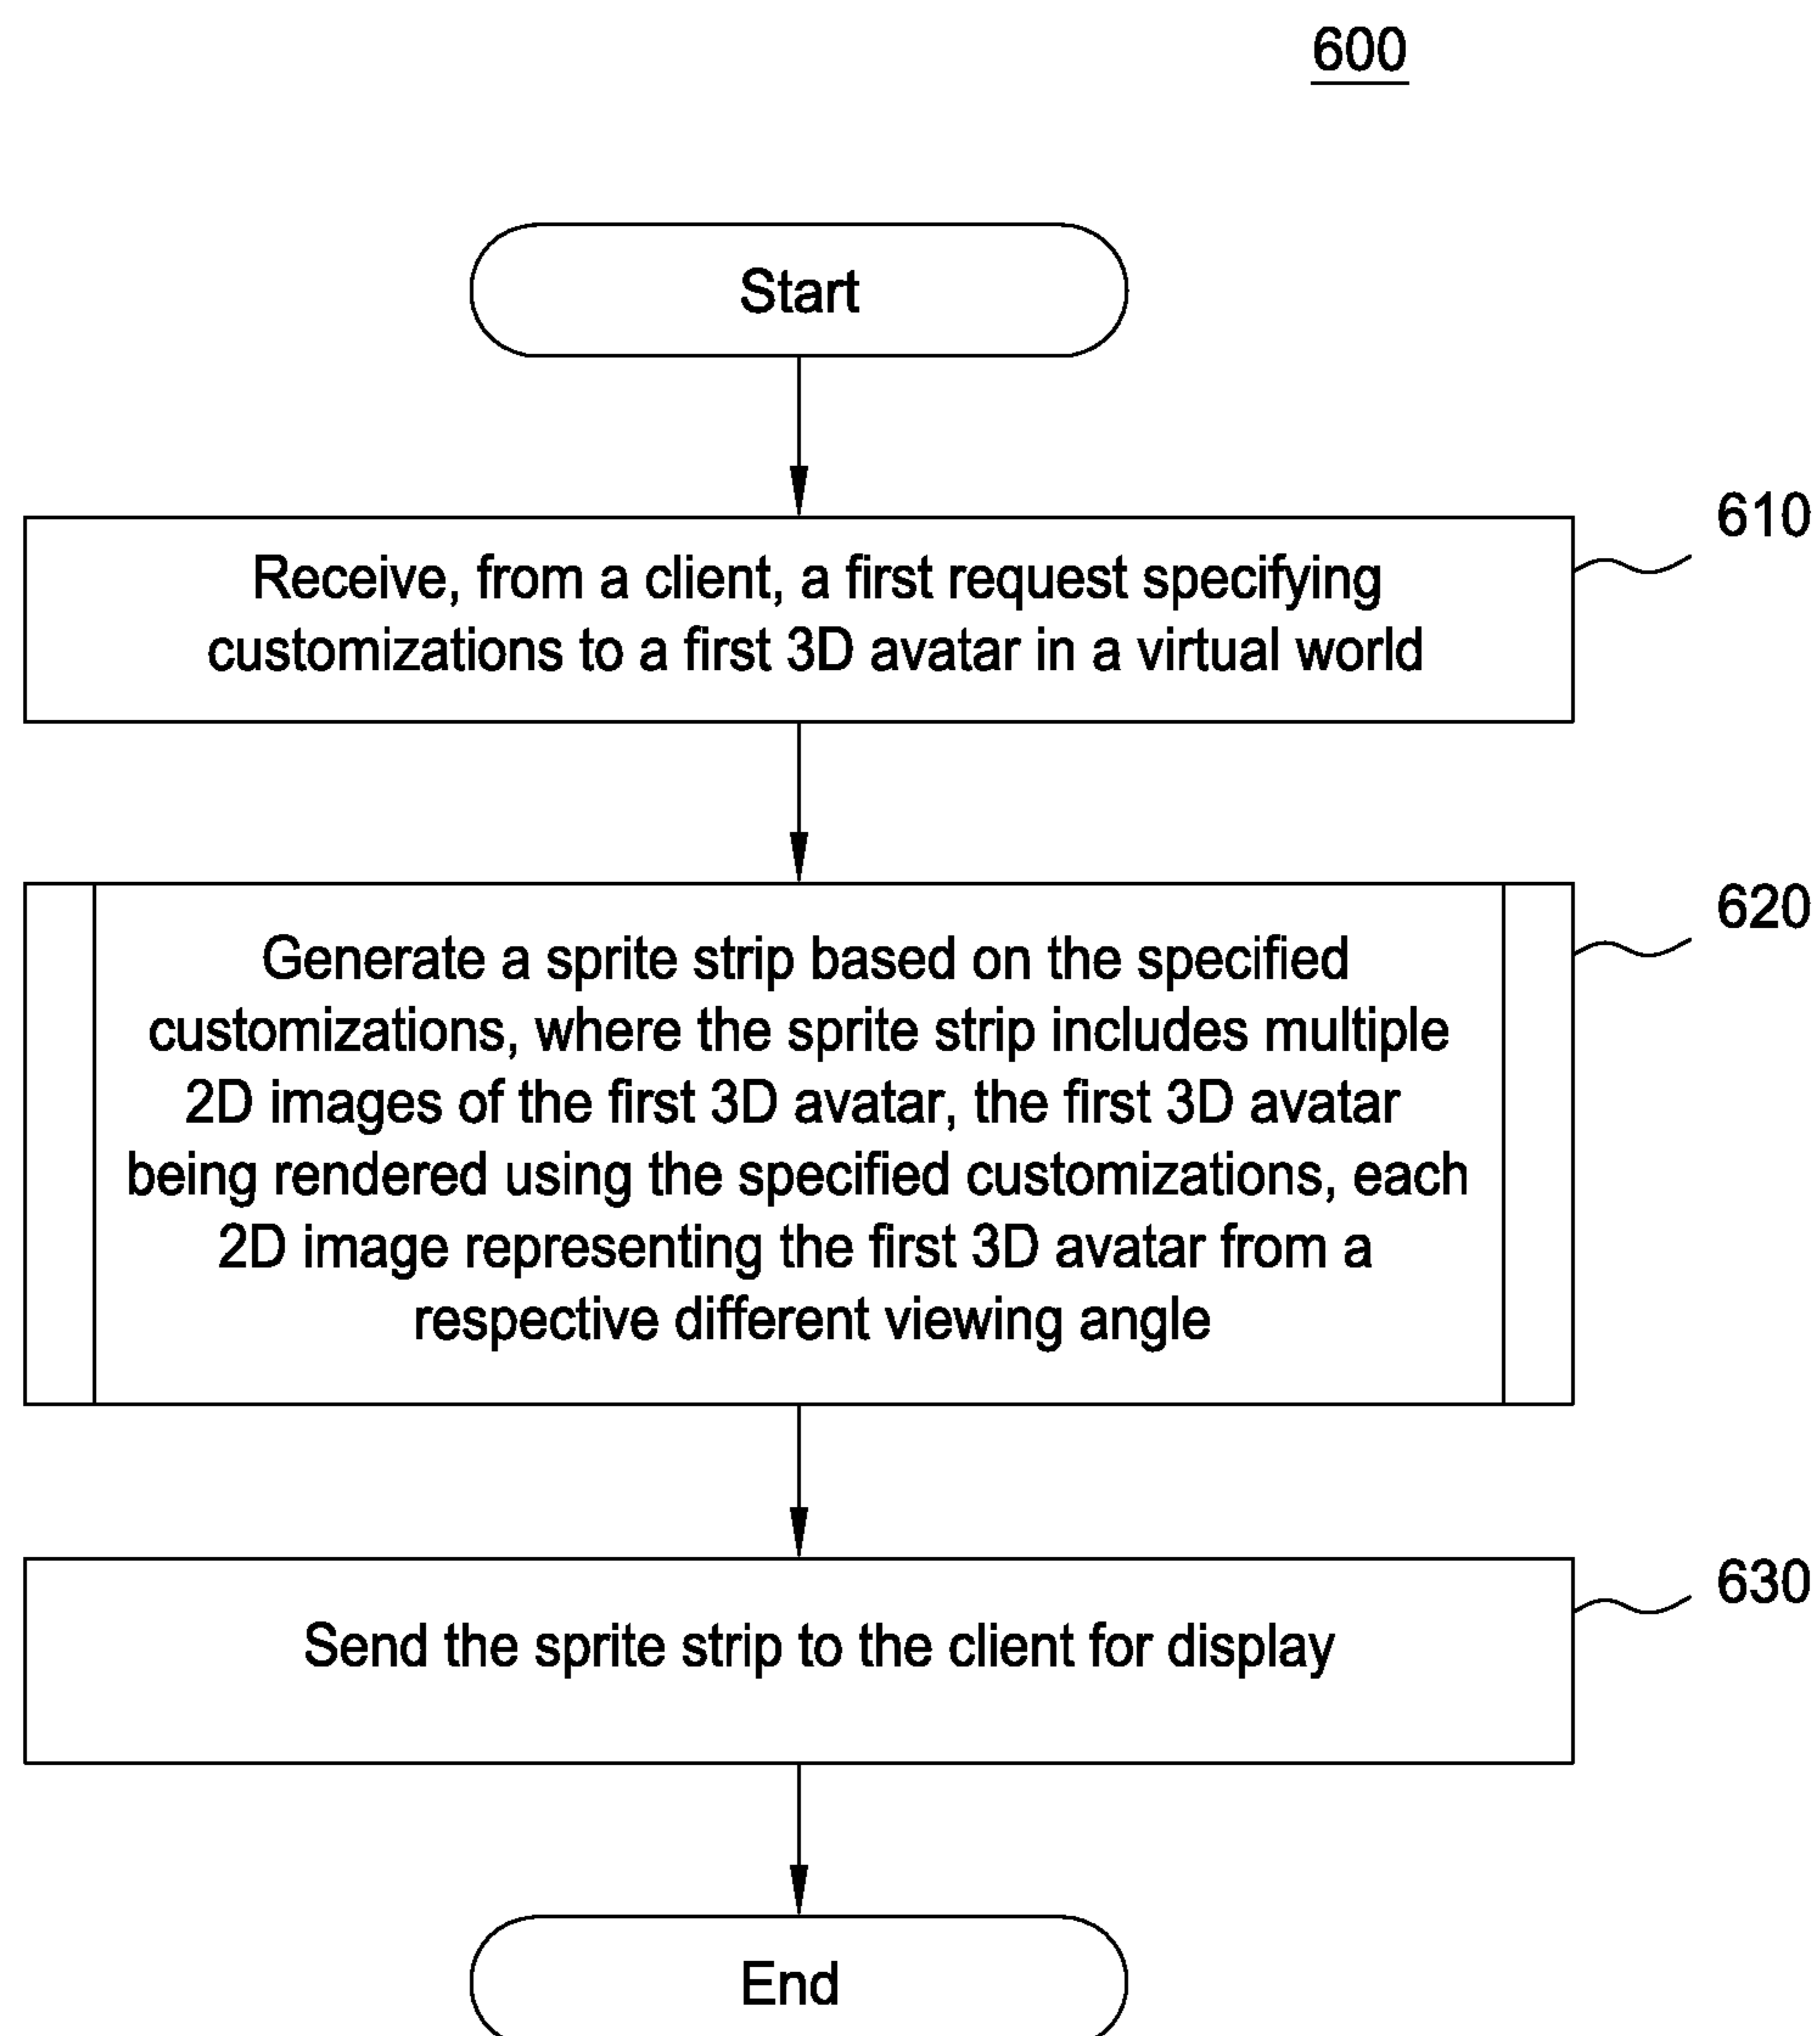 600
Start
610
Receive, from a client, a first request specifying
customizations to a first 3D avatar in a virtual world
620
Generate a sprite strip based on the specified
customizations, where the sprite strip includes multiple
2D images of the first 3D avatar, the first 3D avatar
being rendered using the specified customizations, each
2D image representing the first 3D avatar from a
respective different viewing angle
630
Send the sprite strip to the client for display
End